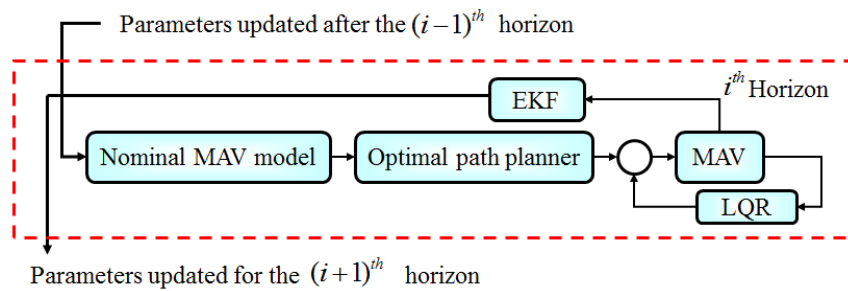 Parameters updated after the (i−1)^th horizon
EKF
i^th Horizon
Nominal MAV model
Optimal path planner
MAV
LQR
Parameters updated for the (i+1)^th horizon